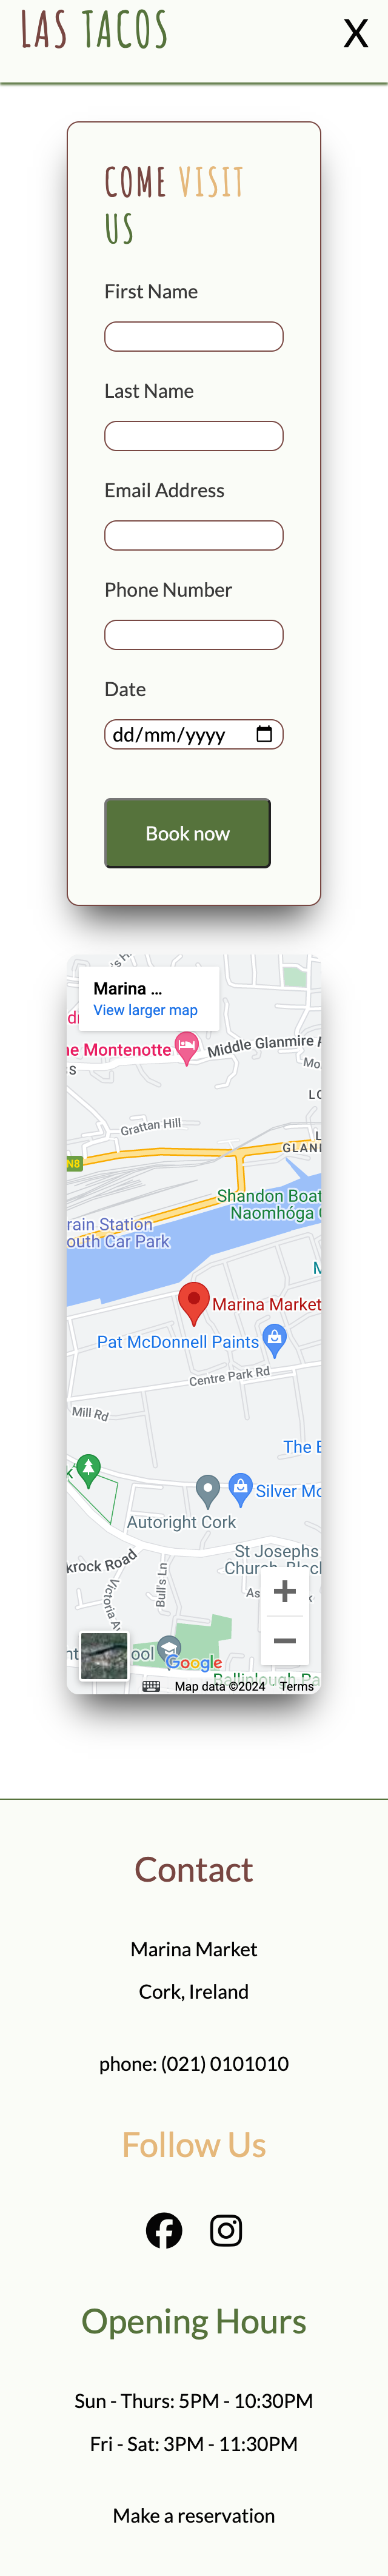 LAS TACOS
X
COME VISIT
US
First Name
Last Name
Email Address
Phone Number
Date
dd/mm/yyyy
Book now
Marina ...
View larger map
Montenotte
Middle Glanmire
Grattan Hill
N8
Shandon Boat
Naomhóga
rain Station
outh Car Park
Marina Market
Pat McDonnell Paints
Centre Park Rd
Mill Rd
The
Silver
Autoright Cork
St Josephs
Church,
krock Road
Victoria
Bull's Ln
ool
Google
Map data ©2024
Terms
Contact
Marina Market
Cork, Ireland
phone: (021) 0101010
Follow Us
Opening Hours
Sun - Thurs: 5PM - 10:30PM
Fri - Sat: 3PM - 11:30PM
Make a reservation